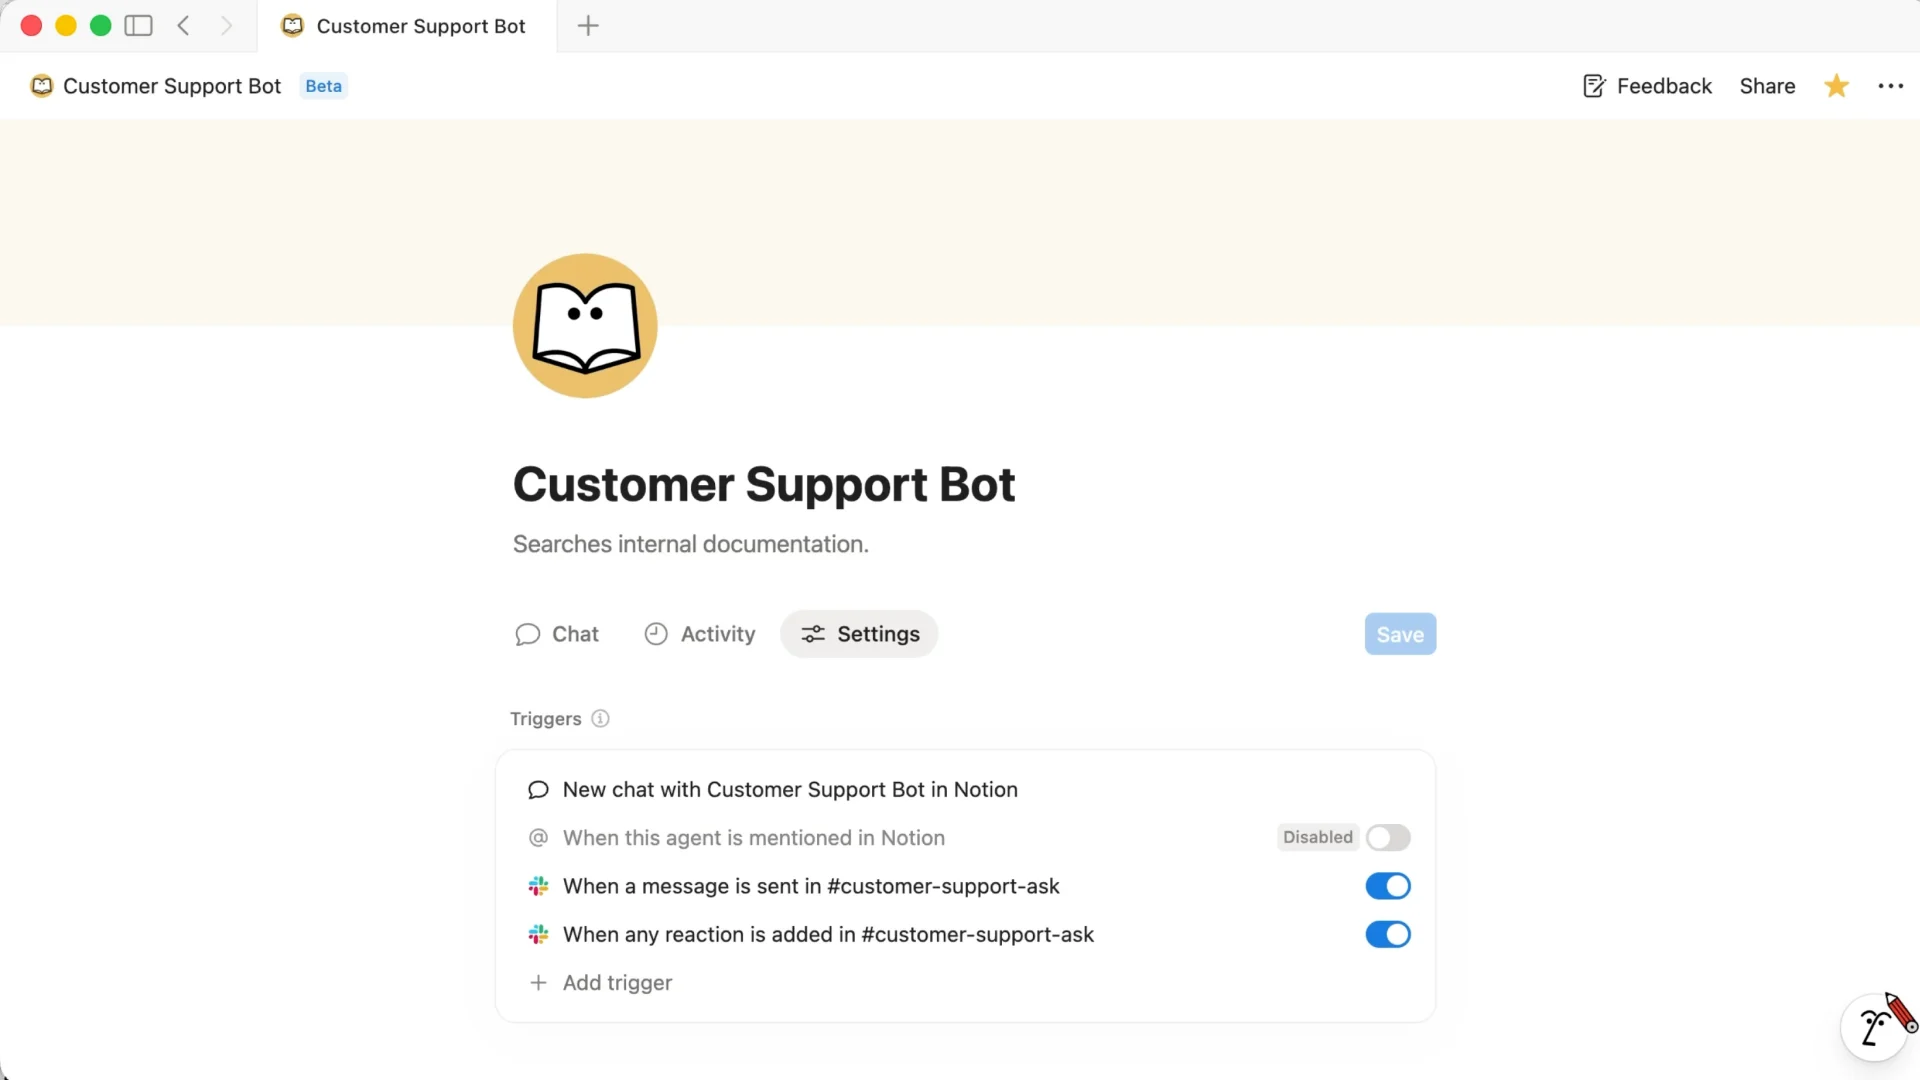 Customer Support Bot
Customer Support Bot Beta Feedback Share
Customer Support Bot
Searches internal documentation.
Chat Activity Settings Save
Triggers
New chat with Customer Support Bot in Notion
@ When this agent is mentioned in Notion Disabled
When a message is sent in #customer-support-ask
When any reaction is added in #customer-support-ask
+ Add trigger